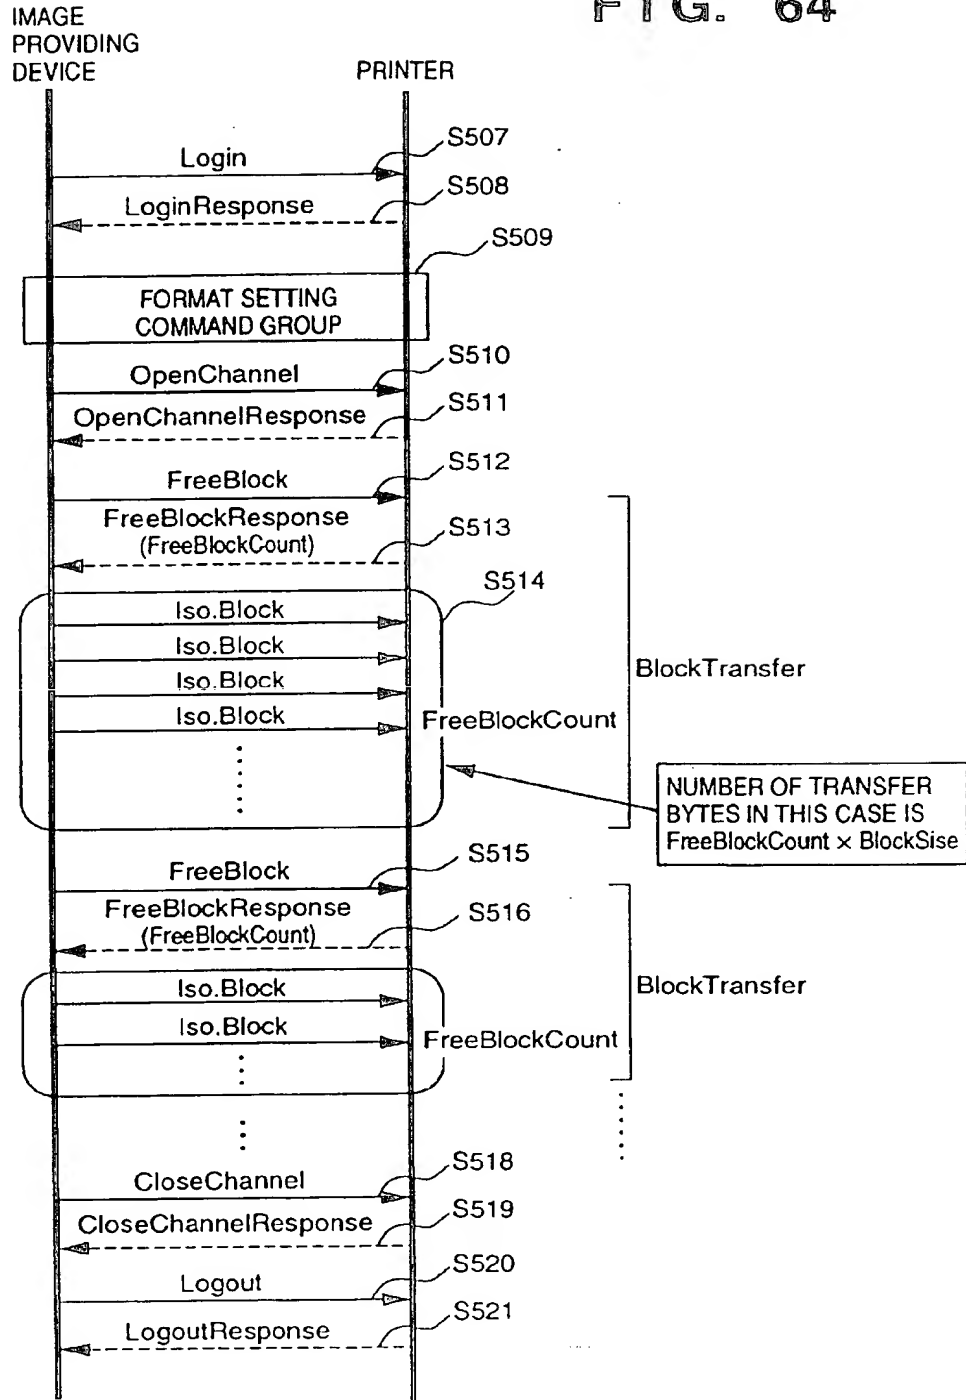 FIG. 64
IMAGE
PROVIDING
DEVICE
PRINTER
S507
Login
S508
LoginResponse
S509
FORMAT SETTING
COMMAND GROUP
S510
OpenChannel
S511
OpenChannelResponse
S512
FreeBlock
FreeBlockResponse
(FreeBlockCount)
S513
S514
Iso.Block
Iso.Block
Iso.Block
Iso.Block
FreeBlockCount
BlockTransfer
NUMBER OF TRANSFER
BYTES IN THIS CASE IS
FreeBlockCount × BlockSise
S515
FreeBlock
FreeBlockResponse
(FreeBlockCount)
S516
Iso.Block
Iso.Block
FreeBlockCount
BlockTransfer
S518
CloseChannel
S519
CloseChannelResponse
S520
Logout
S521
LogoutResponse